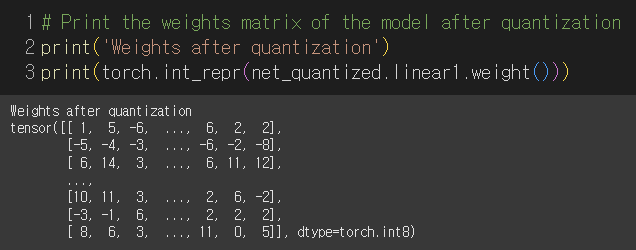 1 # Print the weights matrix of the model after quantization
2 print('Weights after quantization')
3 print(torch.int_repr(net_quantized.linear1.weight()))
Weights after quantization
tensor([[ 1,  5, -6,  ...,  6,  2,  2],
        [-5, -4, -3,  ..., -6, -2, -8],
        [ 6, 14,  3,  ...,  6, 11, 12],
        ...,
        [10, 11,  3,  ...,  2,  6, -2],
        [-3, -1,  6,  ...,  2,  2,  2],
        [ 8,  6,  3,  ..., 11,  0,  5]], dtype=torch.int8)